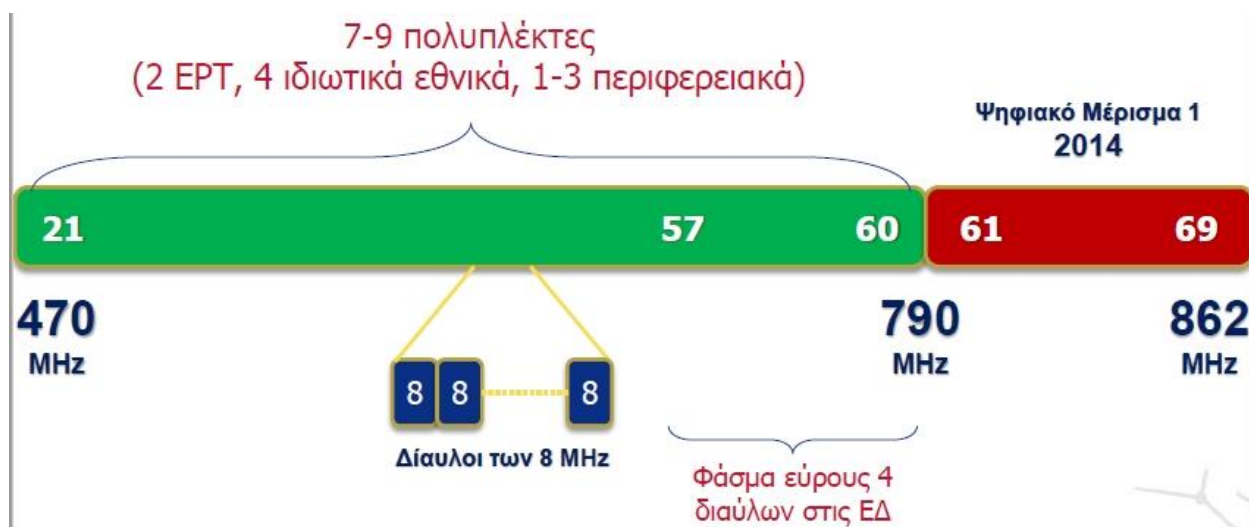 7-9 πολυπλέκτες
(2 ΕΡΤ, 4 ιδιωτικά εθνικά, 1-3 περιφερειακά)
Ψηφιακό Μέρισμα 1
2014
21 57 60 61 69
470 790 862
MHz MHz MHz
8 8 8
Δίαυλοι των 8 MHz
Φάσμα εύρους 4
διαύλων στις ΕΔ